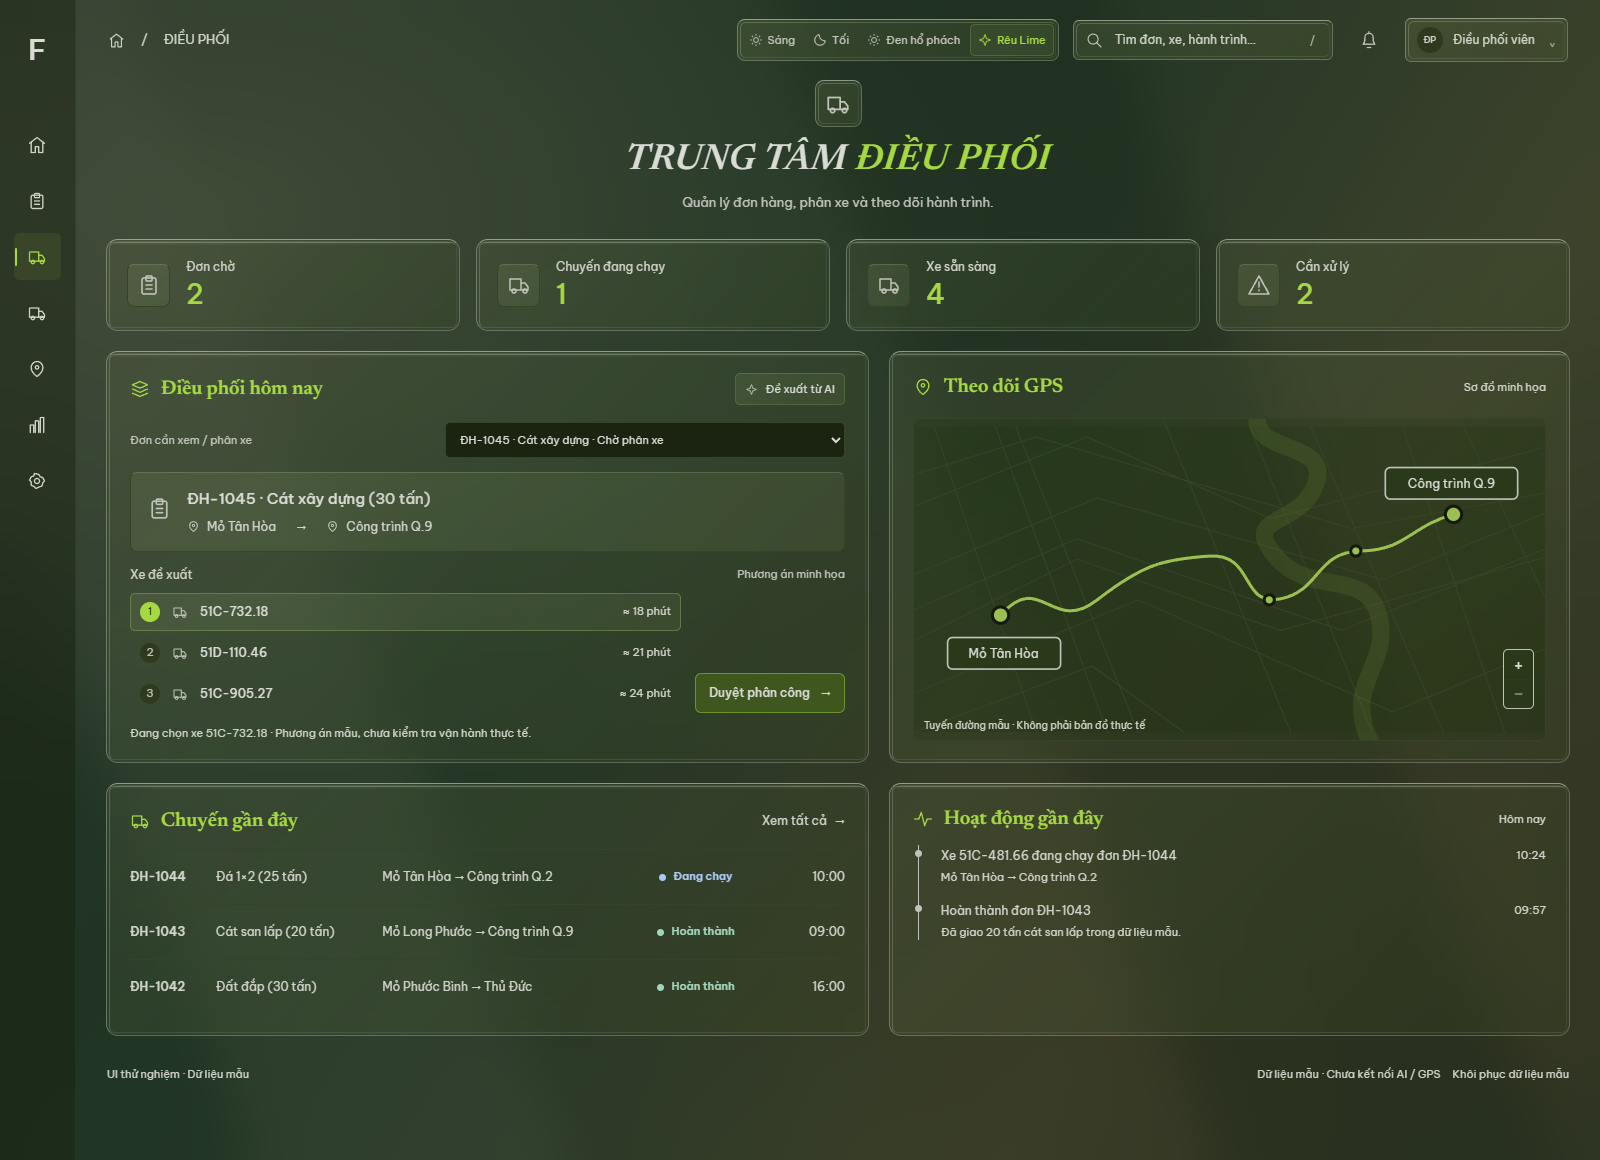 F
/ ĐIỀU PHỐI
Sáng Tối Đen hổ phách Rêu Lime
Tìm đơn, xe, hành trình... /
ĐP Điều phối viên
TRUNG TÂM ĐIỀU PHỐI
Quản lý đơn hàng, phân xe và theo dõi hành trình.
Đơn chờ
2
Chuyến đang chạy
1
Xe sẵn sàng
4
Cần xử lý
2
Điều phối hôm nay
Đề xuất từ AI
Đơn cần xem / phân xe
ĐH-1045 · Cát xây dựng · Chờ phân xe
ĐH-1045 · Cát xây dựng (30 tấn)
Mỏ Tân Hòa → Công trình Q.9
Xe đề xuất
Phương án minh họa
1 51C-732.18 ≈ 18 phút
2 51D-110.46 ≈ 21 phút
3 51C-905.27 ≈ 24 phút
Duyệt phân công →
Đang chọn xe 51C-732.18 · Phương án mẫu, chưa kiểm tra vận hành thực tế.
Theo dõi GPS
Sơ đồ minh họa
Công trình Q.9
Mỏ Tân Hòa
+
−
Tuyến đường mẫu · Không phải bản đồ thực tế
Chuyến gần đây
Xem tất cả →
ĐH-1044 Đá 1×2 (25 tấn) Mỏ Tân Hòa → Công trình Q.2 Đang chạy 10:00
ĐH-1043 Cát san lấp (20 tấn) Mỏ Long Phước → Công trình Q.9 Hoàn thành 09:00
ĐH-1042 Đất đắp (30 tấn) Mỏ Phước Bình → Thủ Đức Hoàn thành 16:00
Hoạt động gần đây
Hôm nay
Xe 51C-481.66 đang chạy đơn ĐH-1044 10:24
Mỏ Tân Hòa → Công trình Q.2
Hoàn thành đơn ĐH-1043 09:57
Đã giao 20 tấn cát san lấp trong dữ liệu mẫu.
UI thử nghiệm · Dữ liệu mẫu
Dữ liệu mẫu · Chưa kết nối AI / GPS Khôi phục dữ liệu mẫu